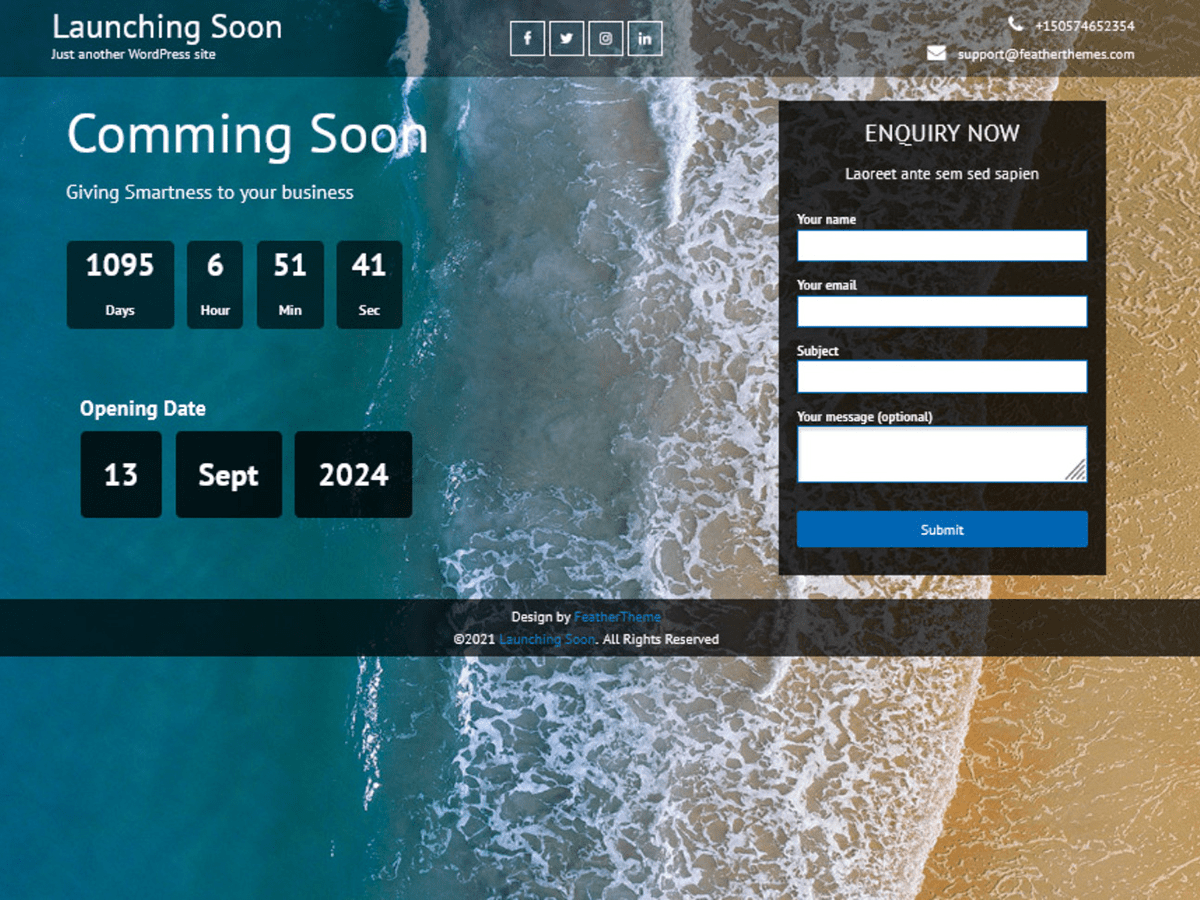 Launching Soon
Just another WordPress site
+150574652354
support@featherthemes.com
Comming Soon
Giving Smartness to your business
1095 6 51 41
Days Hour Min Sec
Opening Date
13 Sept 2024
ENQUIRY NOW
Laoreet ante sem sed sapien
Your name
Your email
Subject
Your message (optional)
Submit
Design by FeatherTheme
©2021 Launching Soon. All Rights Reserved